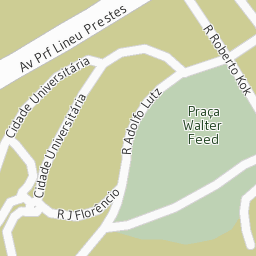 Av Prf Lineu Prestes
R Roberto Kok
Cidade Universitária
Cidade Universitária
R Adolfo Lutz
Praça
Walter
Feed
R J Florêncio